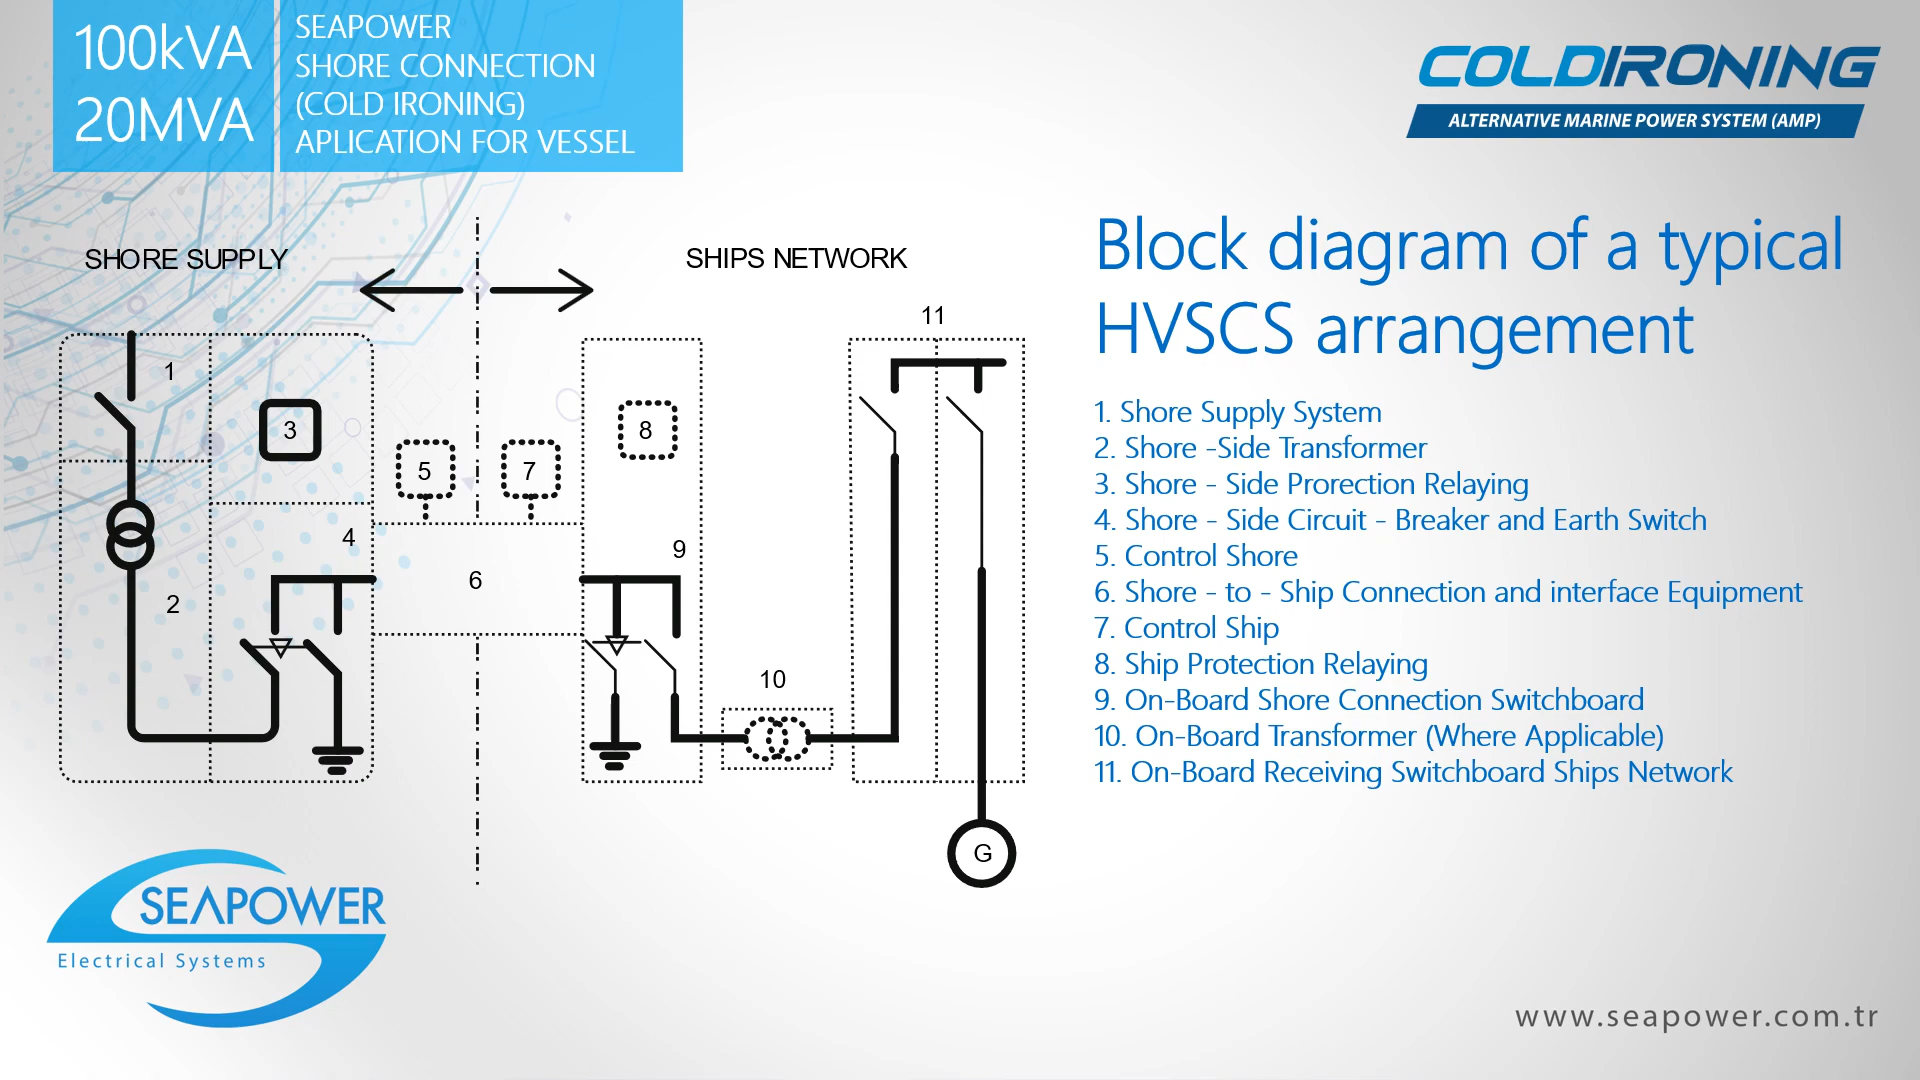 100kVA
20MVA
SEAPOWER
SHORE CONNECTION
(COLD IRONING)
APLICATION FOR VESSEL
COLDIRONING
ALTERNATIVE MARINE POWER SYSTEM (AMP)
SHORE SUPPLY
SHIPS NETWORK
11
1
3
8
5
7
4
9
6
2
10
G
Block diagram of a typical
HVSCS arrangement
1. Shore Supply System
2. Shore -Side Transformer
3. Shore - Side Prorection Relaying
4. Shore - Side Circuit - Breaker and Earth Switch
5. Control Shore
6. Shore - to - Ship Connection and interface Equipment
7. Control Ship
8. Ship Protection Relaying
9. On-Board Shore Connection Switchboard
10. On-Board Transformer (Where Applicable)
11. On-Board Receiving Switchboard Ships Network
SEAPOWER
Electrical Systems
www.seapower.com.tr